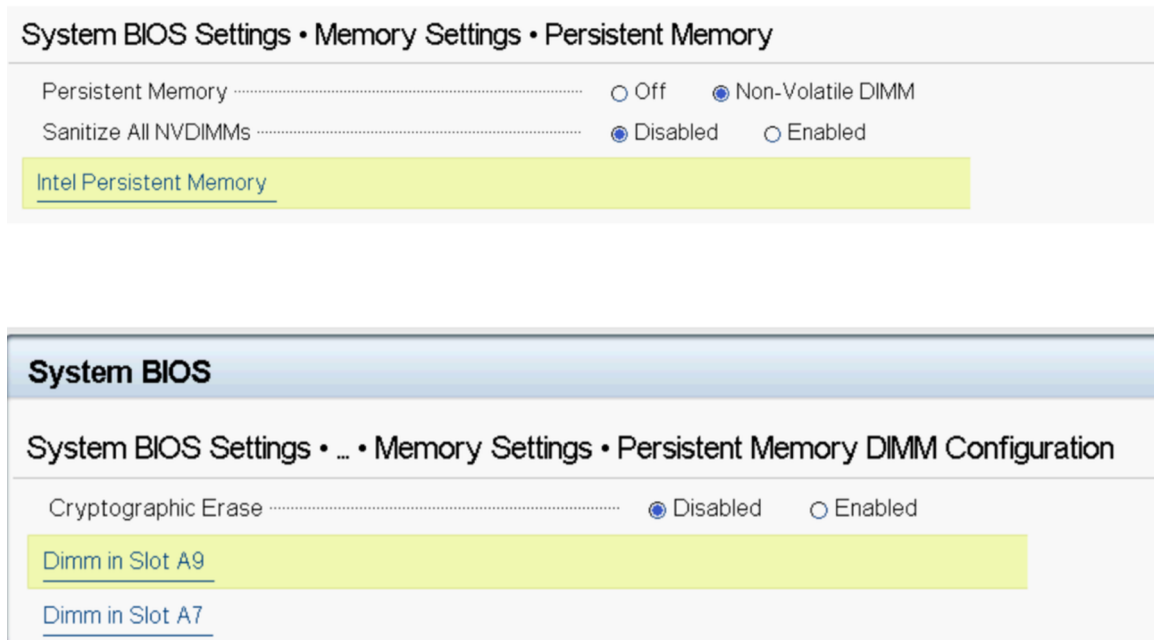 System BIOS Settings • Memory Settings • Persistent Memory
Persistent Memory Off Non-Volatile DIMM
Sanitize All NVDIMMs Disabled Enabled
Intel Persistent Memory
System BIOS
System BIOS Settings • ... • Memory Settings • Persistent Memory DIMM Configuration
Cryptographic Erase Disabled Enabled
Dimm in Slot A9
Dimm in Slot A7